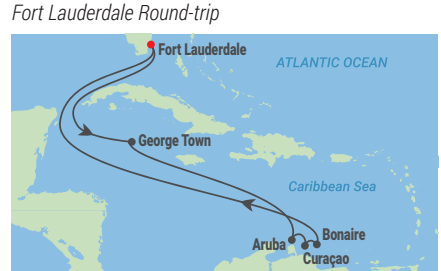 Fort Lauderdale Round-trip
Fort Lauderdale
ATLANTIC OCEAN
George Town
Caribbean Sea
Bonaire
Aruba
Curaçao